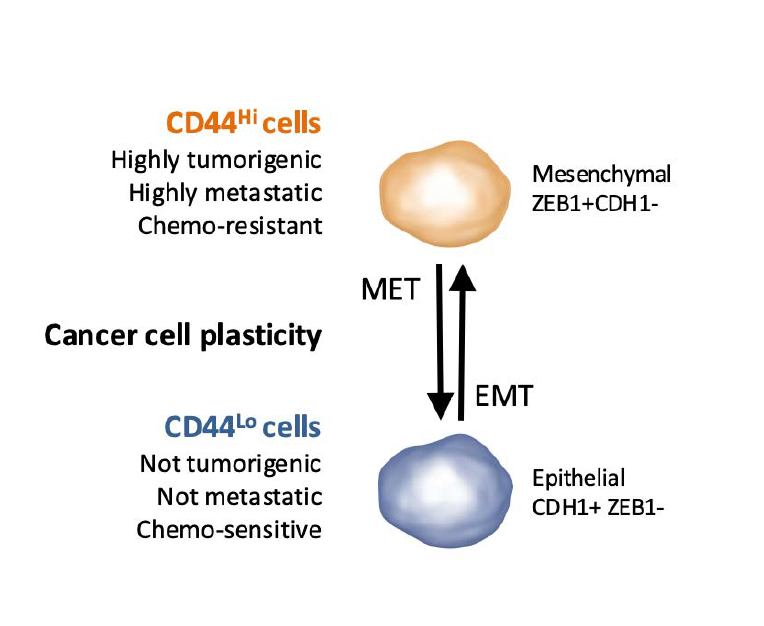 CD44Hi cells
Highly tumorigenic
Highly metastatic
Chemo-resistant
Mesenchymal
ZEB1+CDH1-
MET
Cancer cell plasticity
EMT
CD44Lo cells
Not tumorigenic
Not metastatic
Chemo-sensitive
Epithelial
CDH1+ ZEB1-